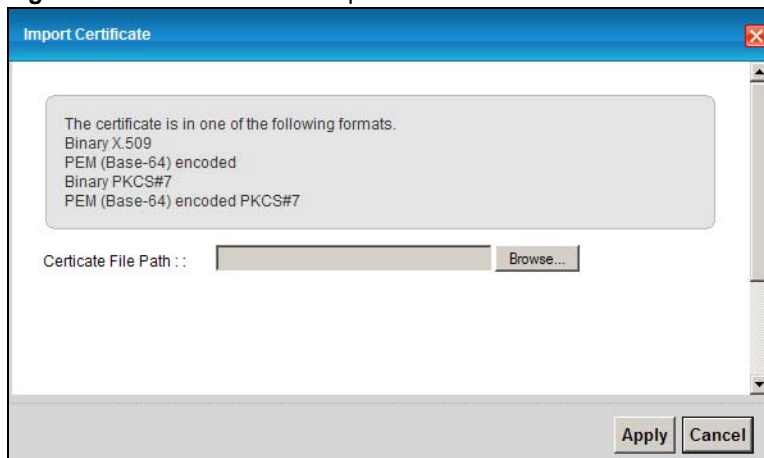 Import Certificate
The certificate is in one of the following formats.
Binary X.509
PEM (Base-64) encoded
Binary PKCS#7
PEM (Base-64) encoded PKCS#7
Certicate File Path : :
Browse...
Apply
Cancel